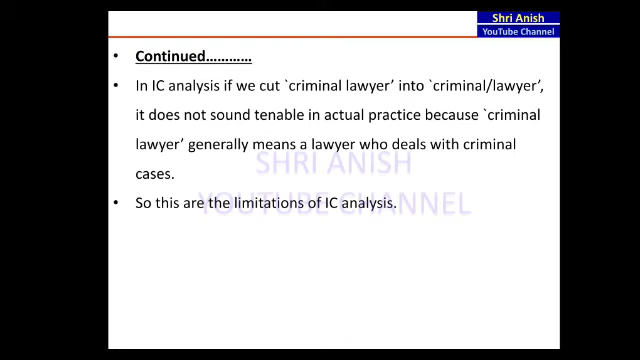 Shri Anish
YouTube Channel
• Continued…………
• In IC analysis if we cut `criminal lawyer’ into `criminal/lawyer’,
it does not sound tenable in actual practice because `criminal
lawyer’ generally means a lawyer who deals with criminal
cases.
• So this are the limitations of IC analysis.
SHRI ANISH
YOUTUBE CHANNEL